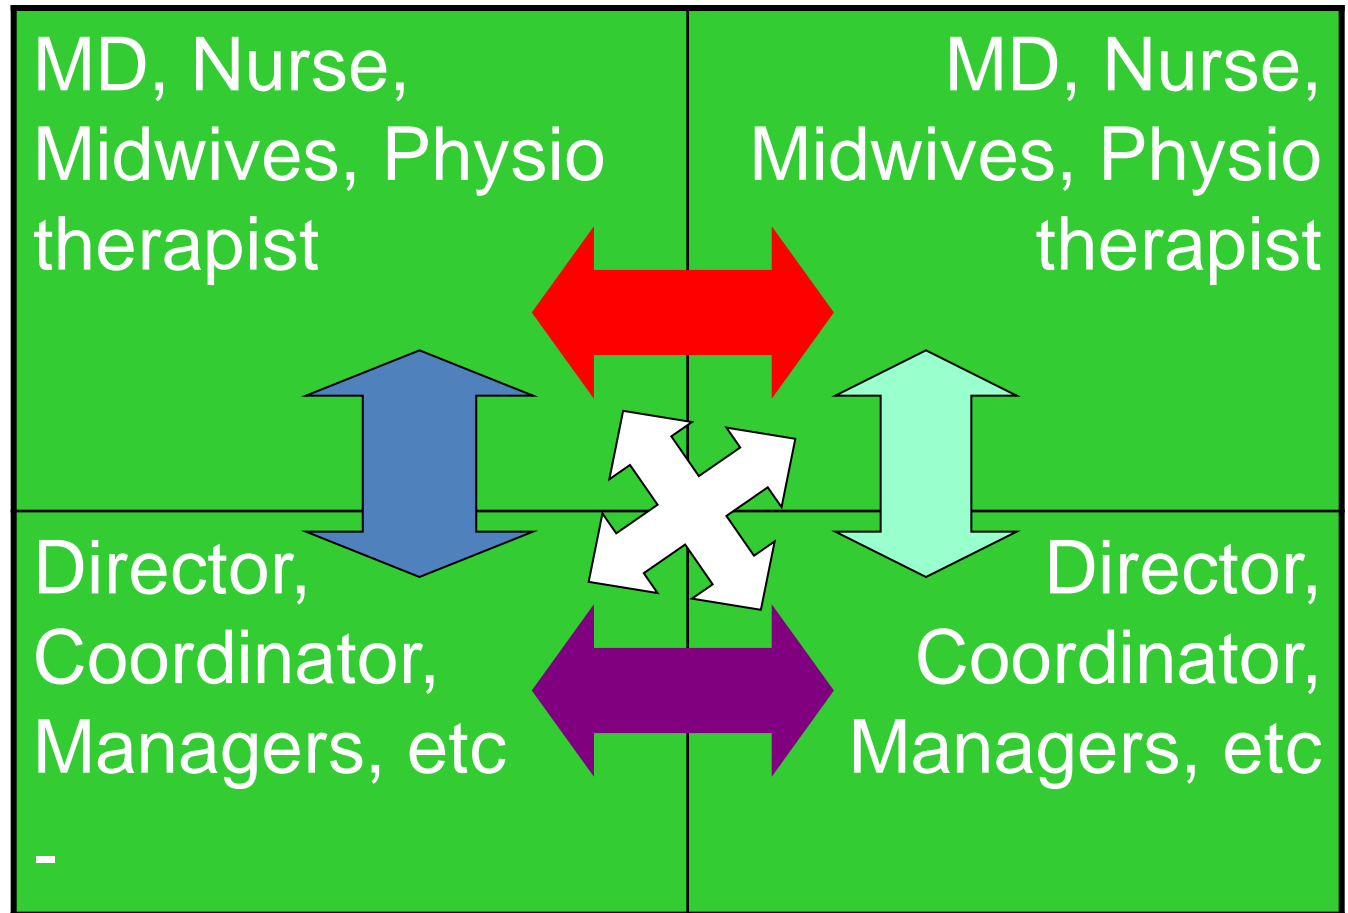 MD, Nurse,
Midwives, Physio
therapist
MD, Nurse,
Midwives, Physio
therapist
Director,
Coordinator,
Managers, etc
-
Director,
Coordinator,
Managers, etc